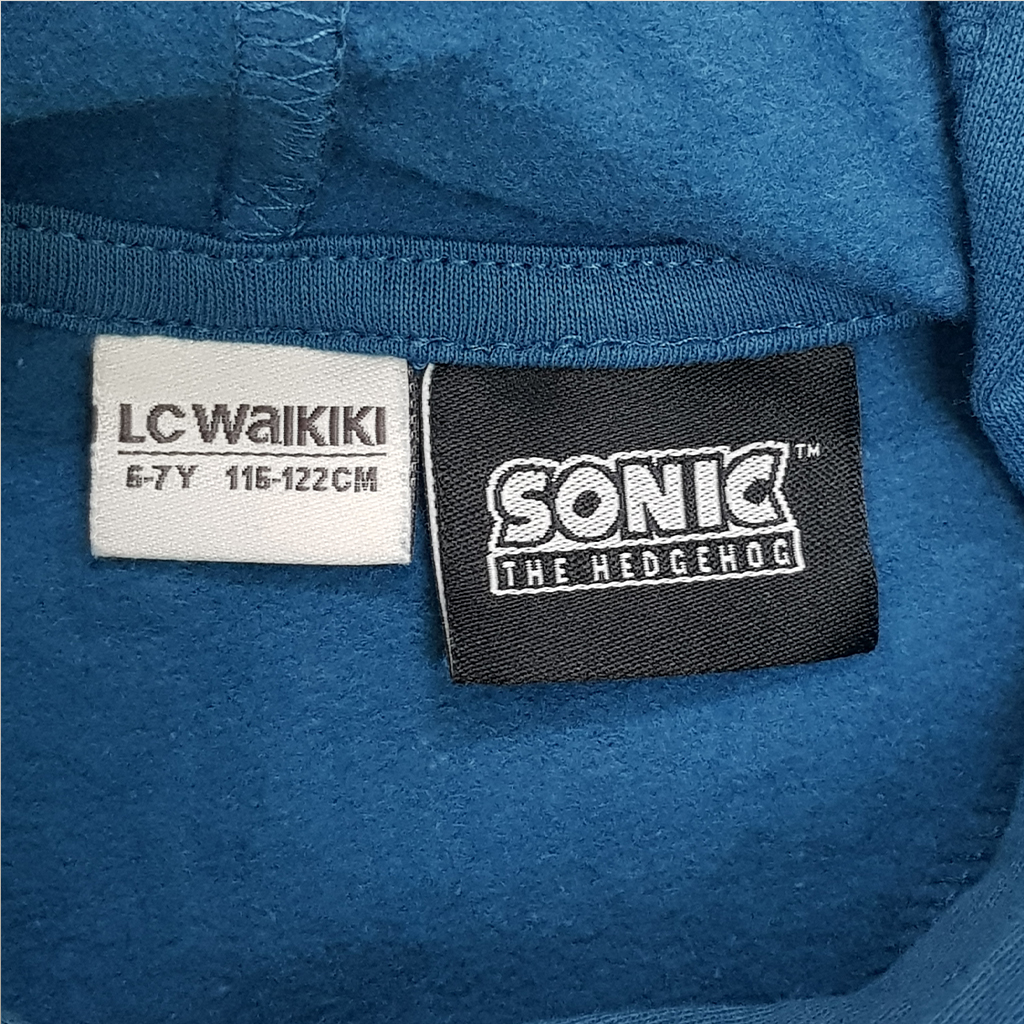 LC WaIKIKI
6-7Y 116-122CM
SONIC™
THE HEDGEHOG